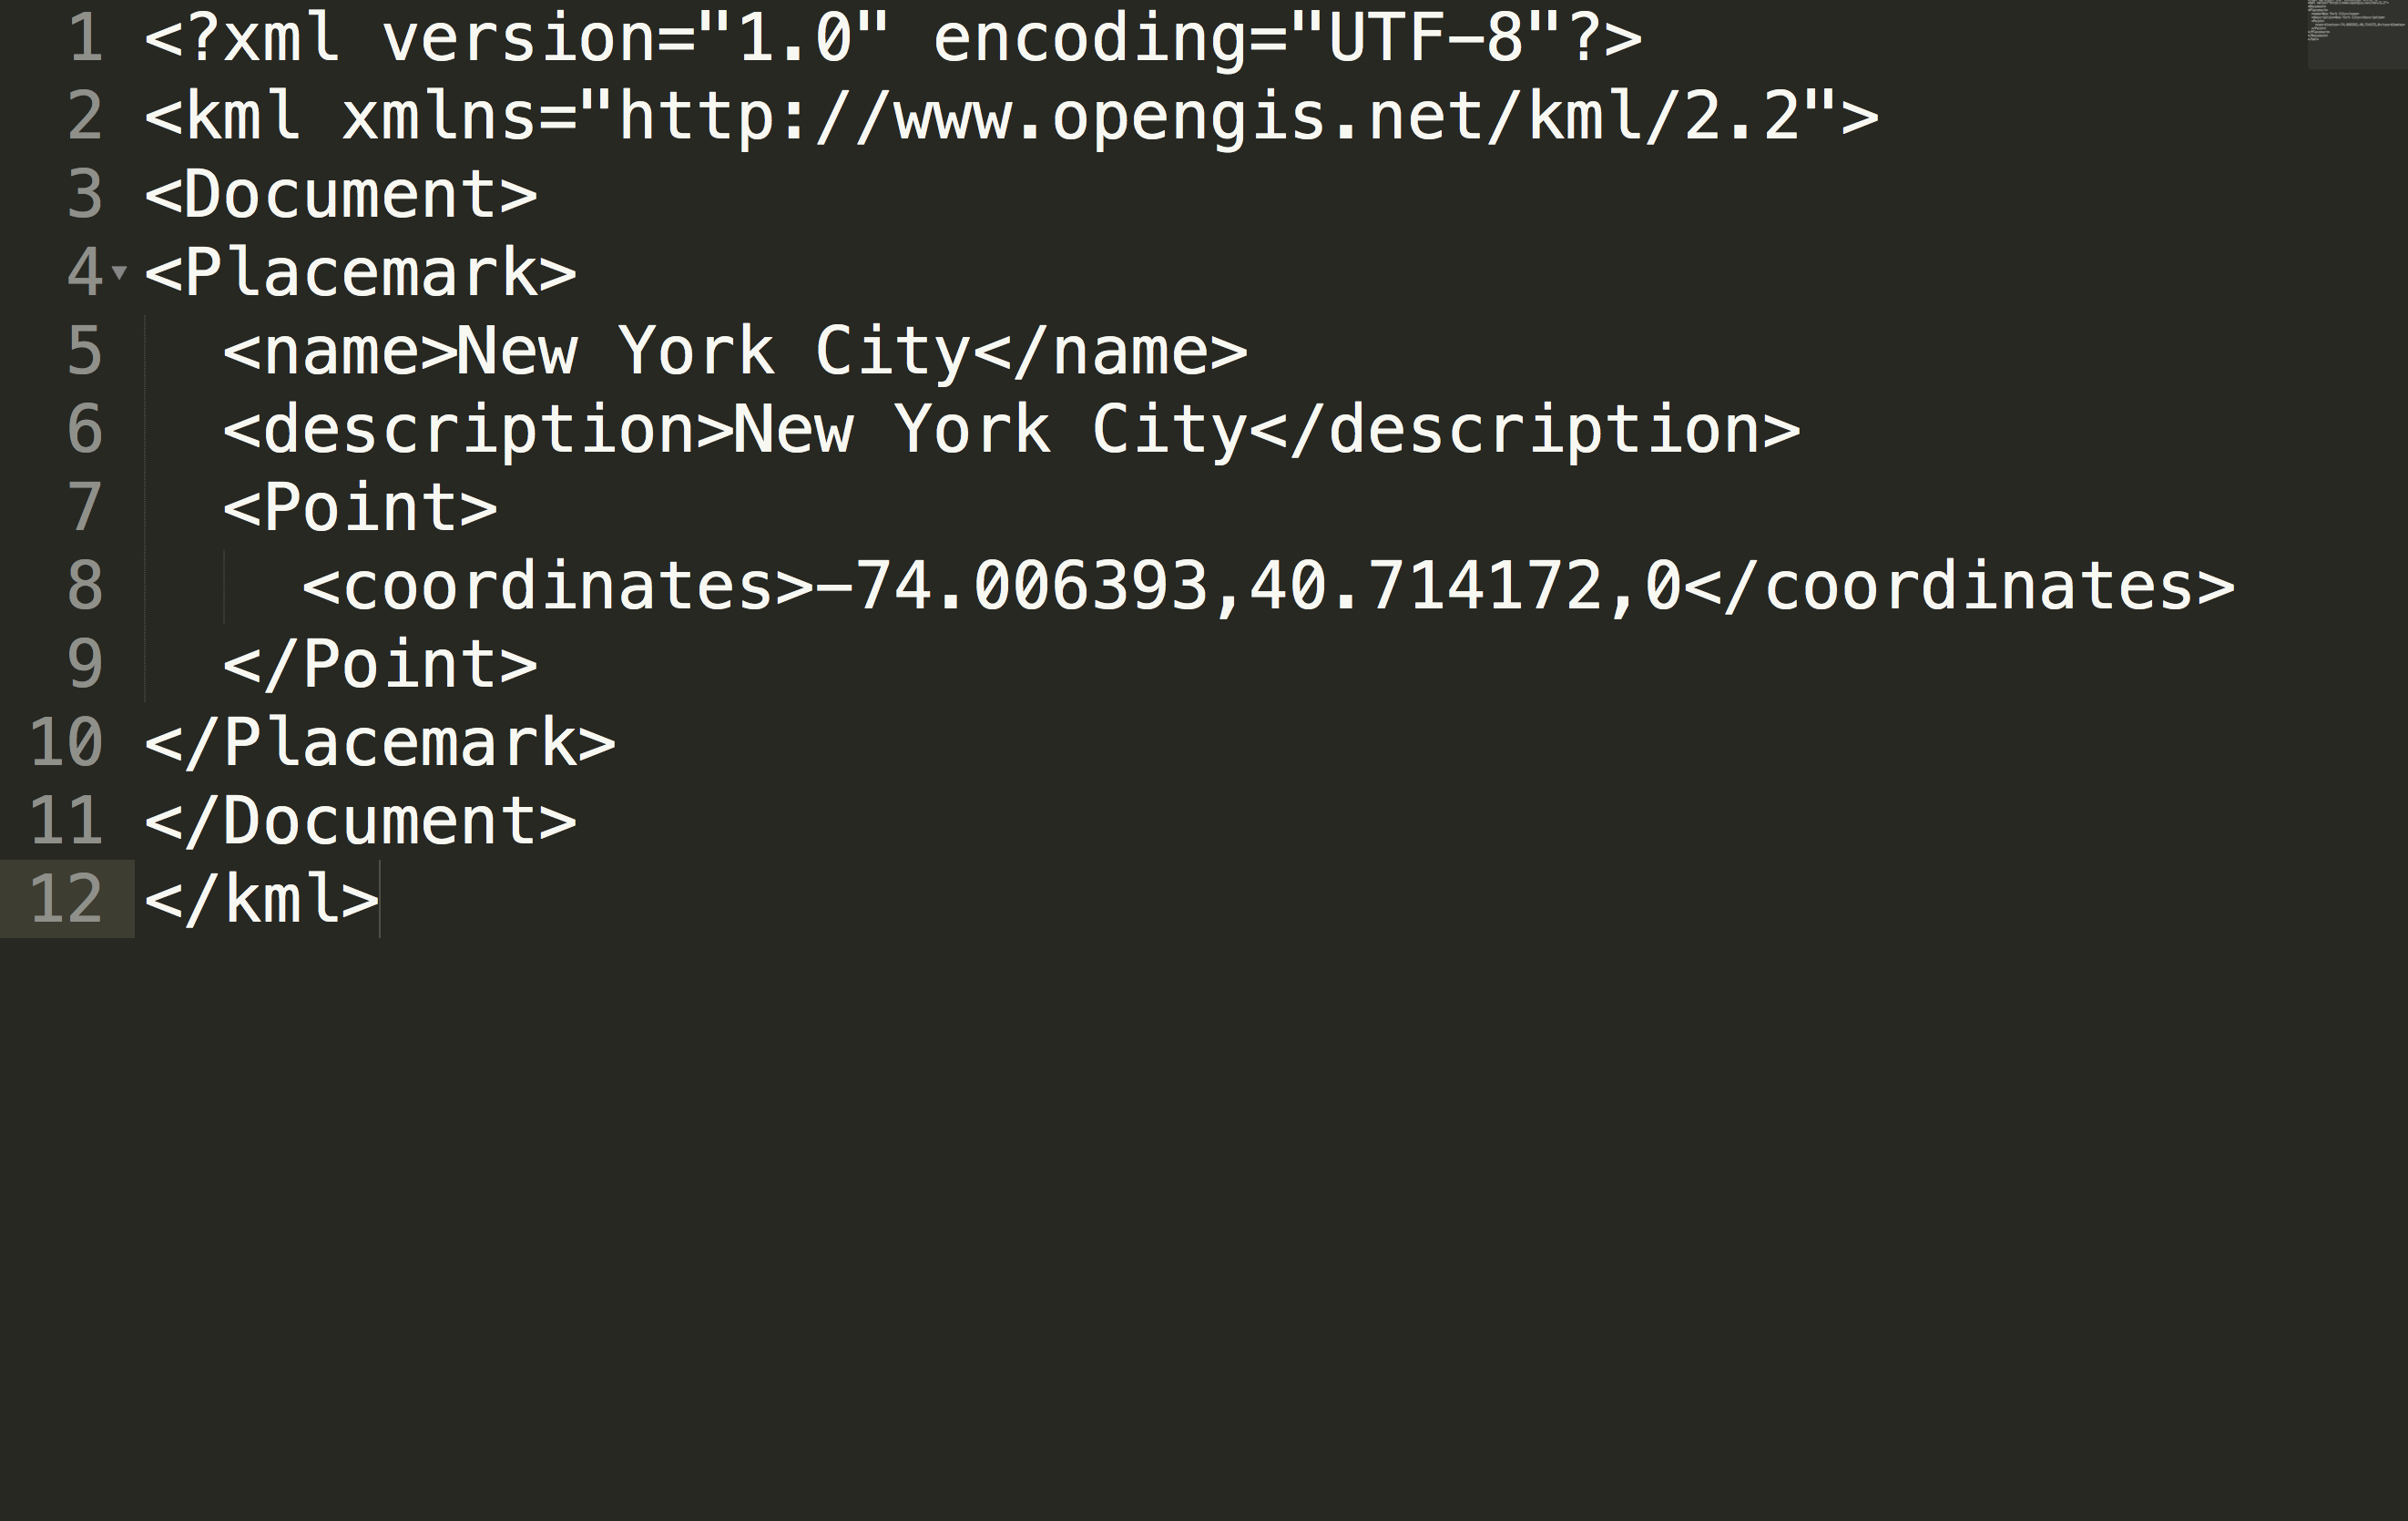 1 <?xml version="1.0" encoding="UTF-8"?>
2 <kml xmlns="http://www.opengis.net/kml/2.2">
3 <Document>
4 <Placemark>
5   <name>New York City</name>
6   <description>New York City</description>
7   <Point>
8     <coordinates>-74.006393,40.714172,0</coordinates>
9   </Point>
10 </Placemark>
11 </Document>
12 </kml>